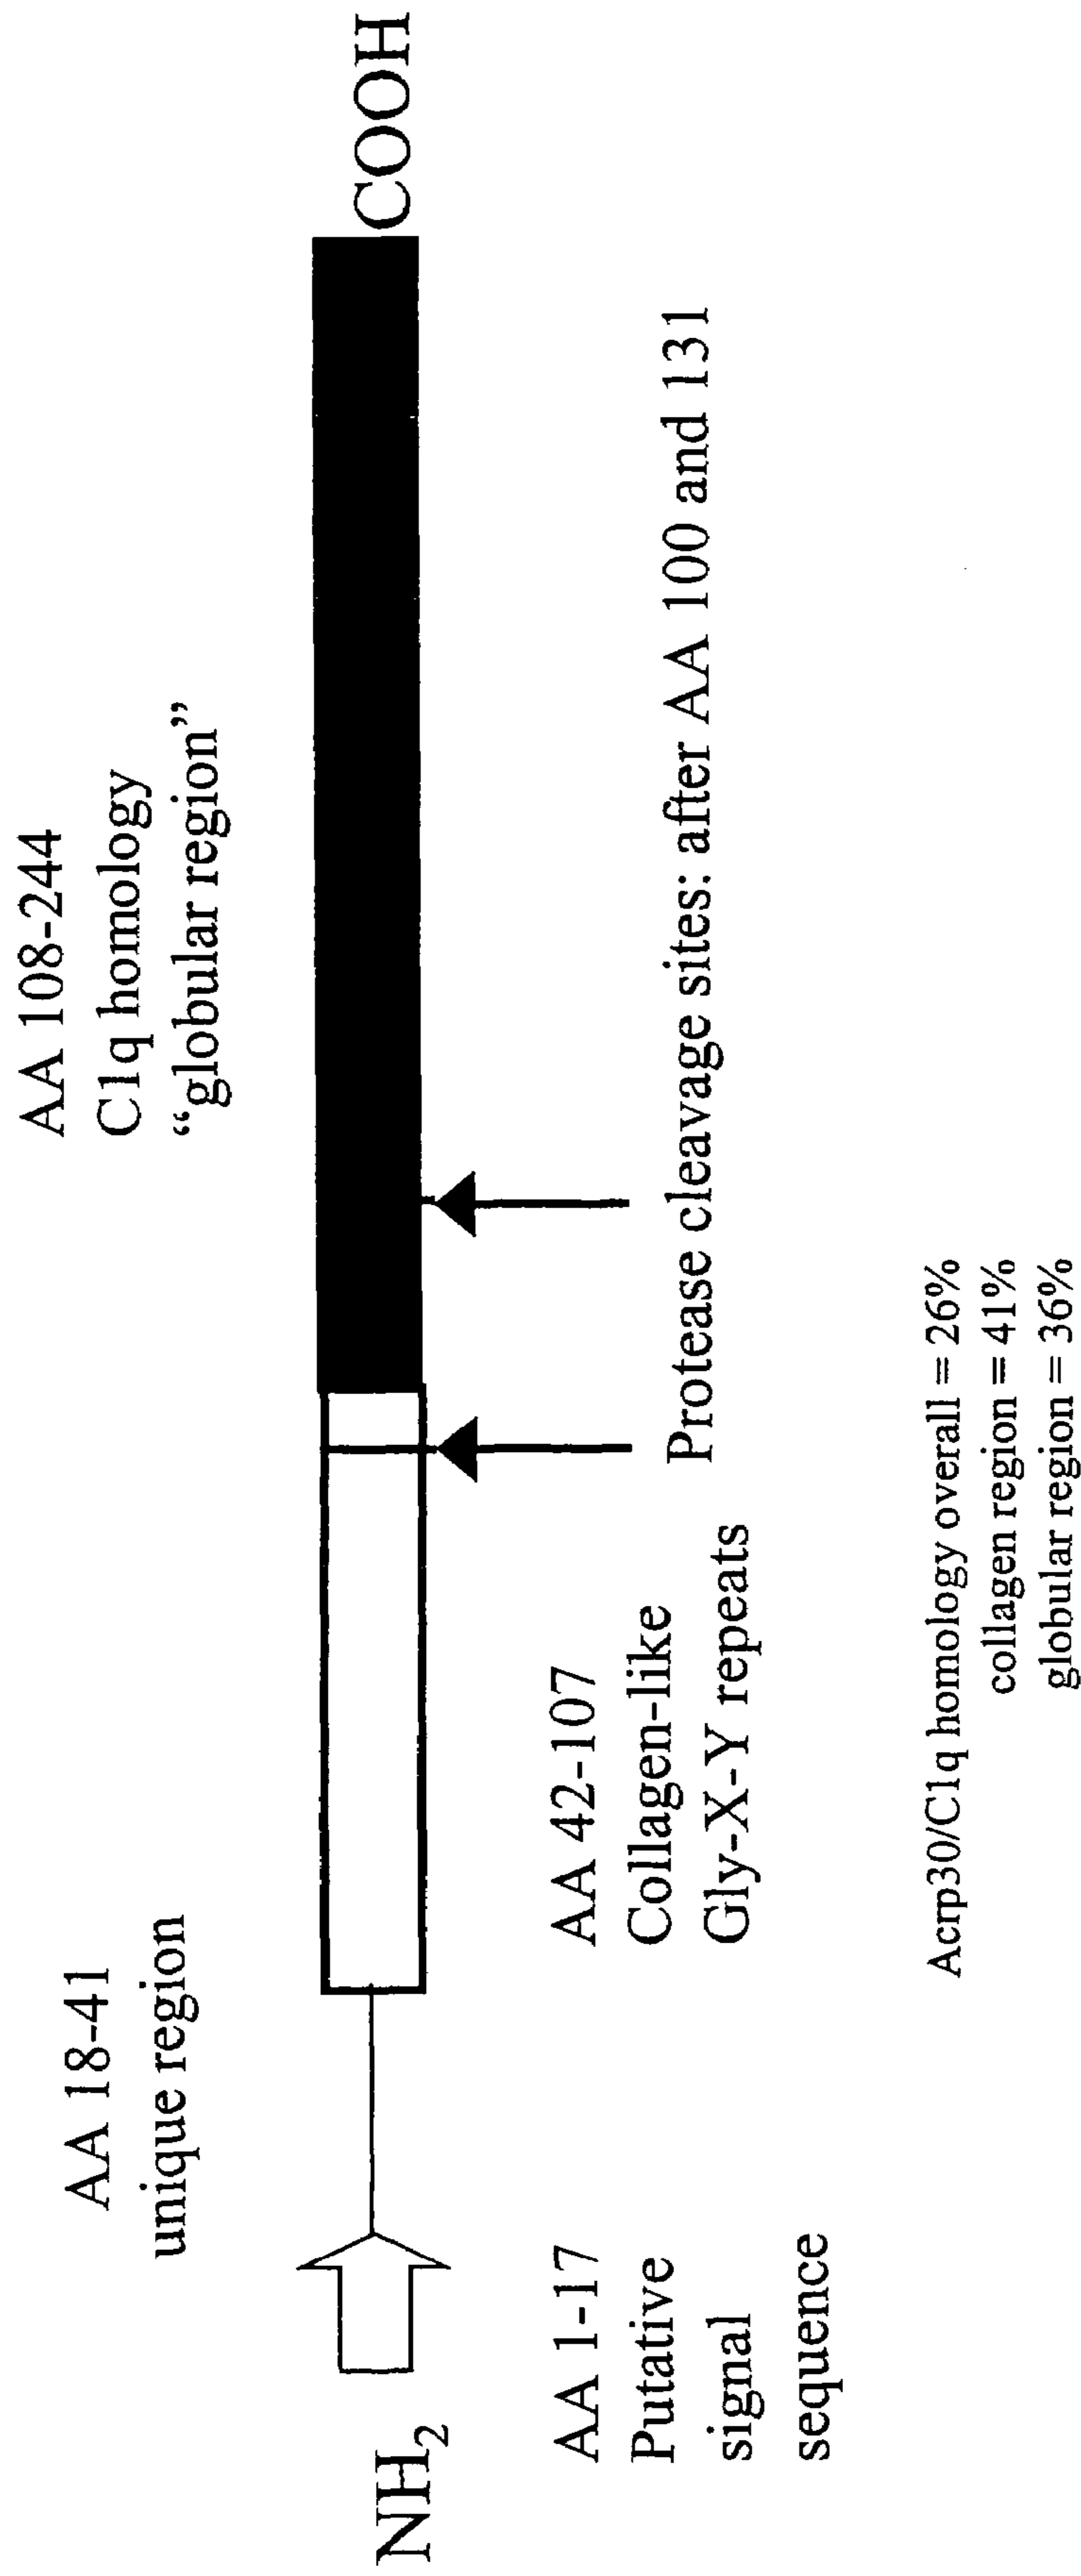 AA 18-41
unique region
AA 108-244
C1q homology
“globular region”
NH2
COOH
AA 1-17
Putative
signal
sequence
AA 42-107
Collagen-like
Gly-X-Y repeats
Protease cleavage sites: after AA 100 and 131
Acrp30/C1q homology overall = 26%
collagen region = 41%
globular region = 36%